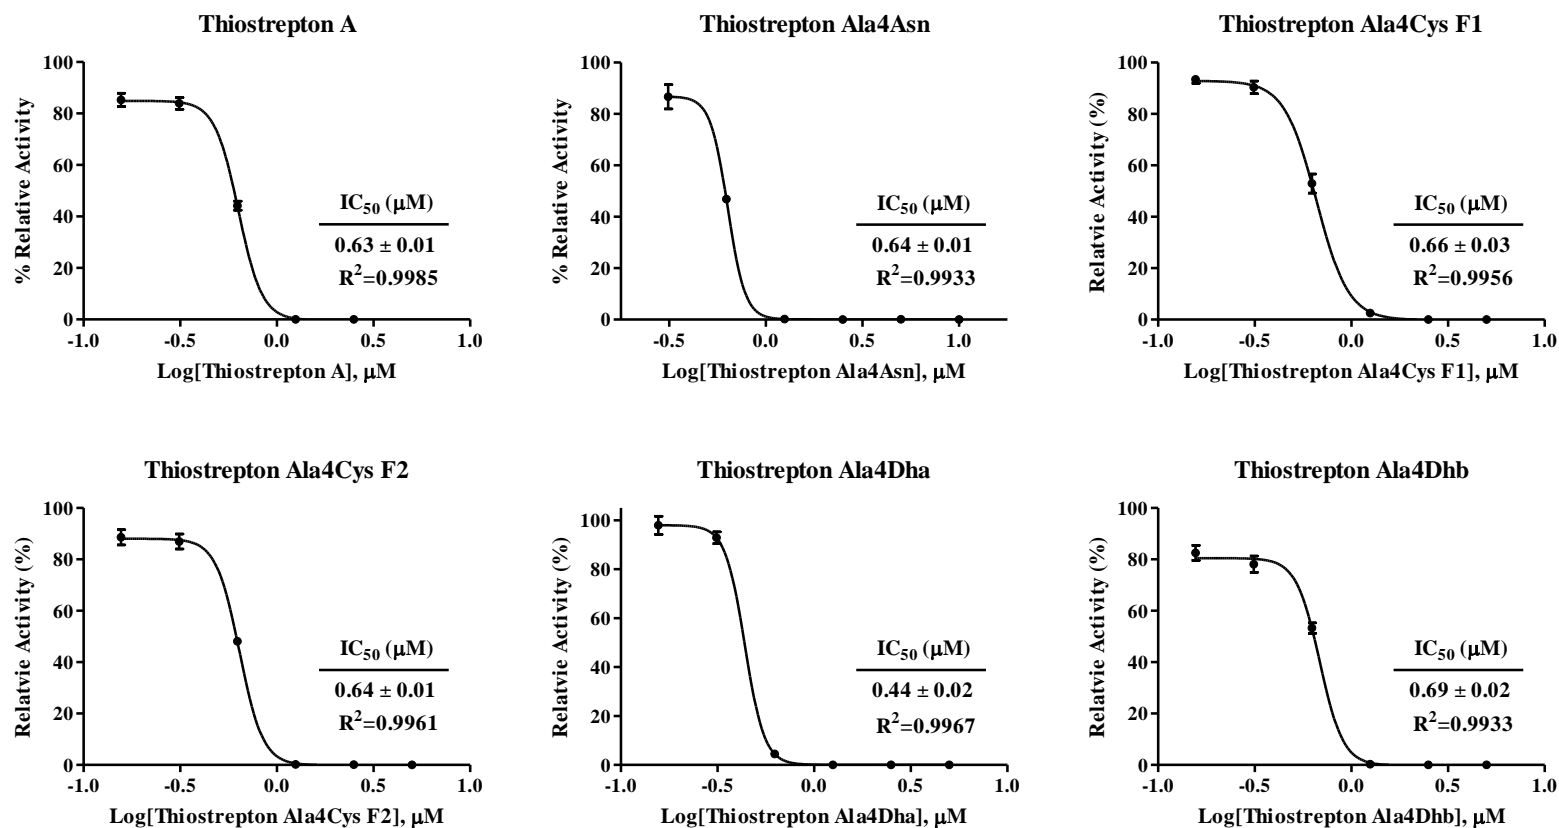 Thiostrepton A
100
80
60
40
20
0
% Relative Activity
IC50 (μM)
0.63 ± 0.01
R2=0.9985
-1.0 -0.5 0.0 0.5 1.0
Log[Thiostrepton A], μM
Thiostrepton Ala4Asn
100
80
60
40
20
0
% Relative Activity
IC50 (μM)
0.64 ± 0.01
R2=0.9933
-0.5 0.0 0.5 1.0
Log[Thiostrepton Ala4Asn], μM
Thiostrepton Ala4Cys F1
100
80
60
40
20
0
Relatvie Activity (%)
IC50 (μM)
0.66 ± 0.03
R2=0.9956
-1.0 -0.5 0.0 0.5 1.0
Log[Thiostrepton Ala4Cys F1], μM
Thiostrepton Ala4Cys F2
100
80
60
40
20
0
Relatvie Activity (%)
IC50 (μM)
0.64 ± 0.01
R2=0.9961
-1.0 -0.5 0.0 0.5 1.0
Log[Thiostrepton Ala4Cys F2], μM
Thiostrepton Ala4Dha
100
80
60
40
20
0
Relatvie Activity (%)
IC50 (μM)
0.44 ± 0.02
R2=0.9967
-1.0 -0.5 0.0 0.5 1.0
Log[Thiostrepton Ala4Dha], μM
Thiostrepton Ala4Dhb
100
80
60
40
20
0
Relatvie Activity (%)
IC50 (μM)
0.69 ± 0.02
R2=0.9933
-1.0 -0.5 0.0 0.5 1.0
Log[Thiostrepton Ala4Dhb], μM